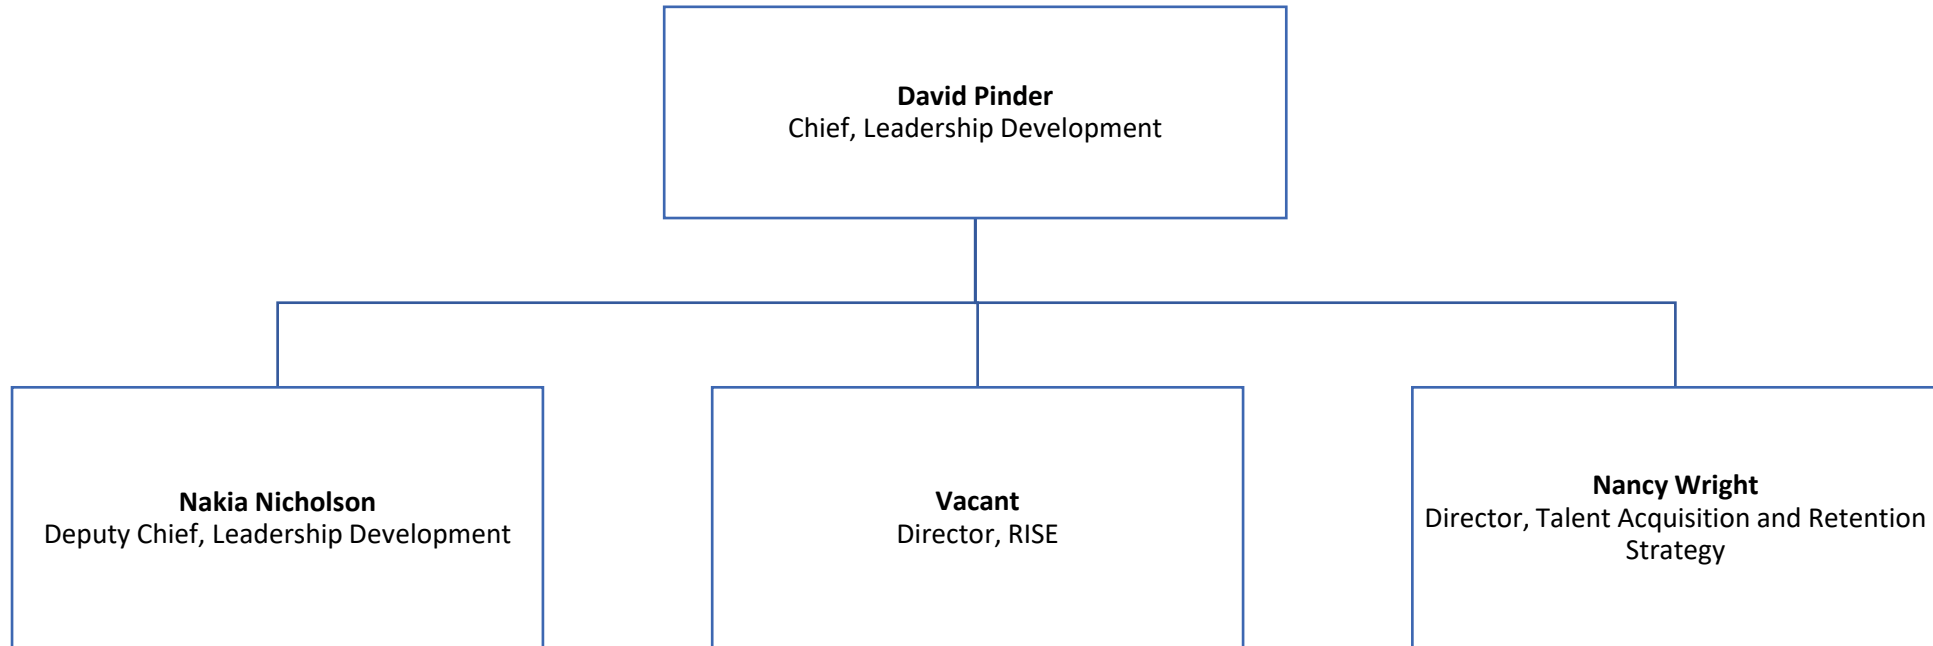 David Pinder
Chief, Leadership Development
Nakia Nicholson
Deputy Chief, Leadership Development
Vacant
Director, RISE
Nancy Wright
Director, Talent Acquisition and Retention
Strategy